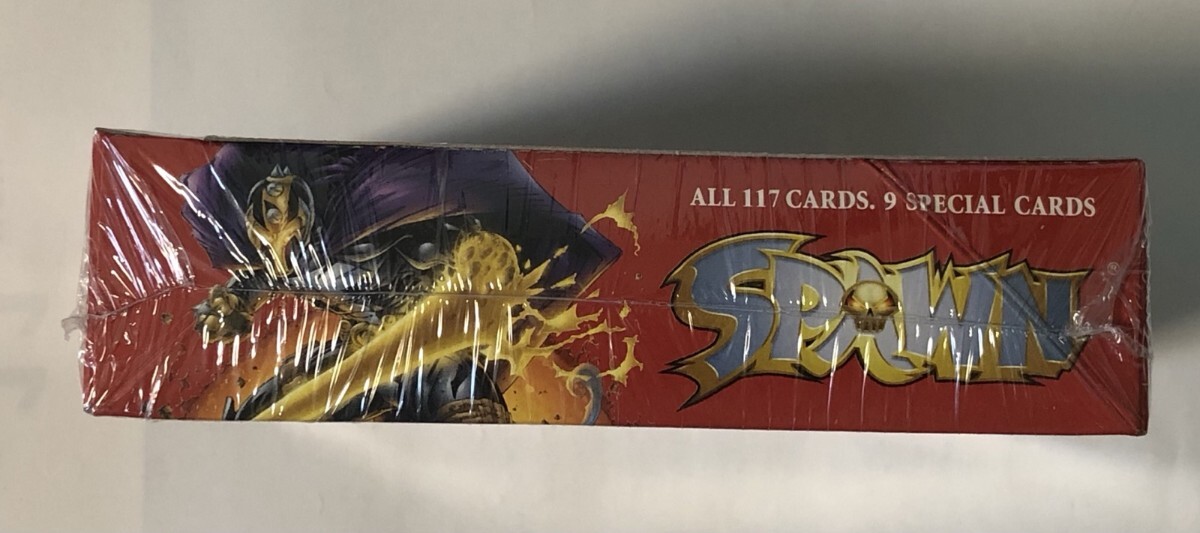 ALL 117 CARDS. 9 SPECIAL CARDS
SPAWN